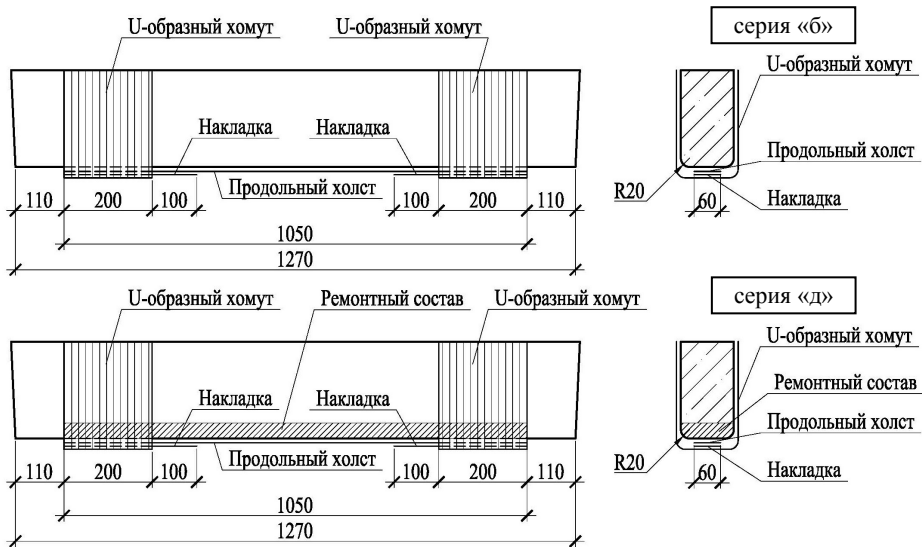 U-образный хомут
U-образный хомут
серия «б»
U-образный хомут
Накладка
Накладка
Продольный холст
Продольный холст
R20
Накладка
110
200
100
100
200
110
60
1050
1270
серия «д»
U-образный хомут
Ремонтный состав
U-образный хомут
U-образный хомут
Ремонтный состав
Накладка
Накладка
Продольный холст
Продольный холст
R20
Накладка
110
200
100
100
200
110
60
1050
1270